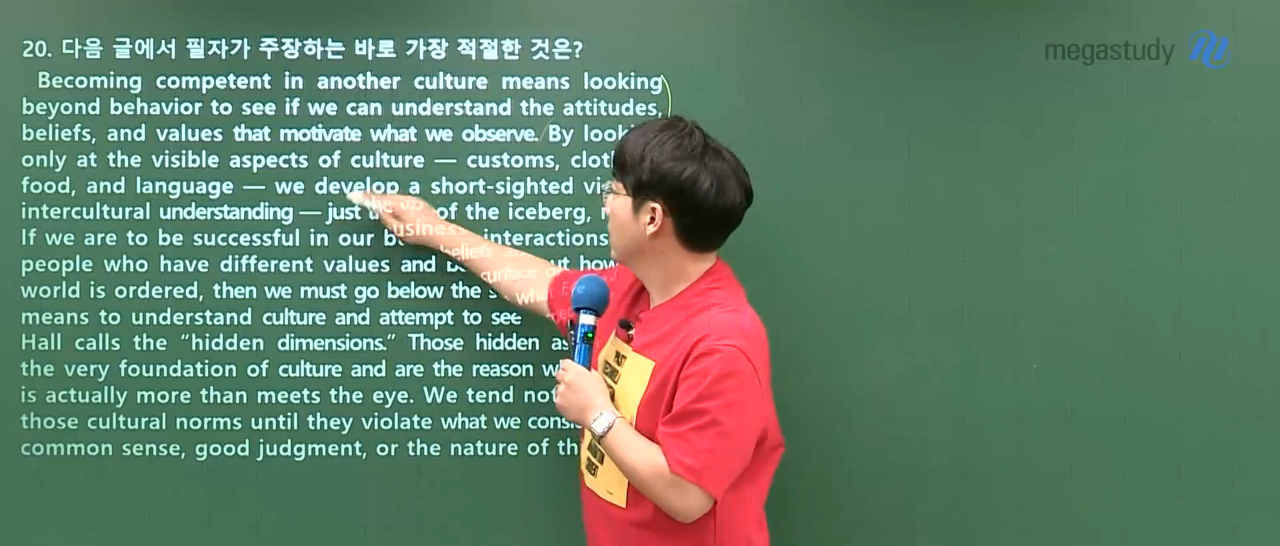 megastudy
20. 다음 글에서 필자가 주장하는 바로 가장 적절한 것은?
Becoming competent in another culture means looking
beyond behavior to see if we can understand the attitudes,
beliefs, and values that motivate what we observe. By
only at the visible aspects of culture — customs,
food, and language — we develop a short-sighted
intercultural understanding — just the of the iceberg,
If we are to be successful in our business interactions
people who have different values and beliefs how
world is ordered, then we must go below the surface
means to understand culture and attempt to see what
Hall calls the “hidden dimensions.” Those hidden
the very foundation of culture and are the reason
is actually more than meets the eye. We tend
those cultural norms until they violate what we
common sense, good judgment, or the nature of